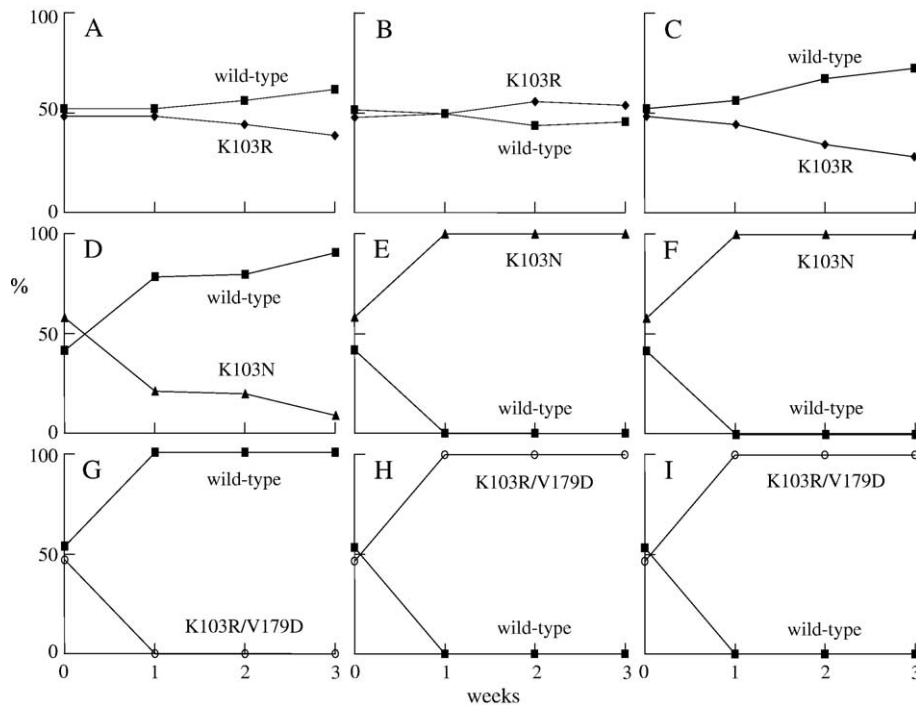 100 A B C
wild-type K103R wild-type
50
K103R wild-type K103R
0
100 D E F
K103N K103N
%
wild-type
50
K103N wild-type wild-type
0
100 G H I
wild-type K103R/V179D K103R/V179D
50
K103R/V179D wild-type wild-type
0
0 1 2 3 0 1 2 3 0 1 2 3
weeks